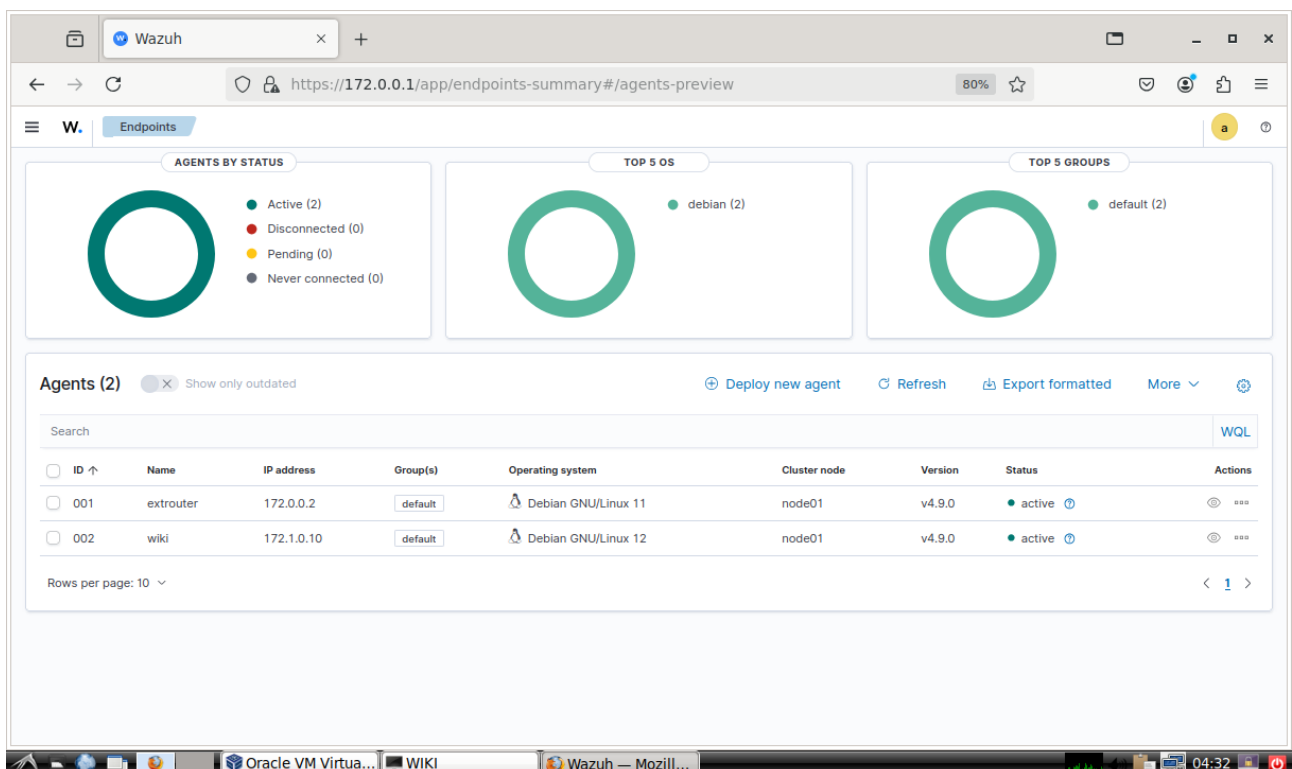 Wazuh
https://172.0.0.1/app/endpoints-summary#/agents-preview 80%
W. Endpoints a
AGENTS BY STATUS
Active (2)
Disconnected (0)
Pending (0)
Never connected (0)
TOP 5 OS
debian (2)
TOP 5 GROUPS
default (2)
Agents (2) Show only outdated Deploy new agent Refresh Export formatted More
Search WQL
ID Name IP address Group(s) Operating system Cluster node Version Status Actions
001 extrouter 172.0.0.2 default Debian GNU/Linux 11 node01 v4.9.0 active
002 wiki 172.1.0.10 default Debian GNU/Linux 12 node01 v4.9.0 active
Rows per page: 10 1
Oracle VM Virtua... WIKI Wazuh — Mozill... 04:32